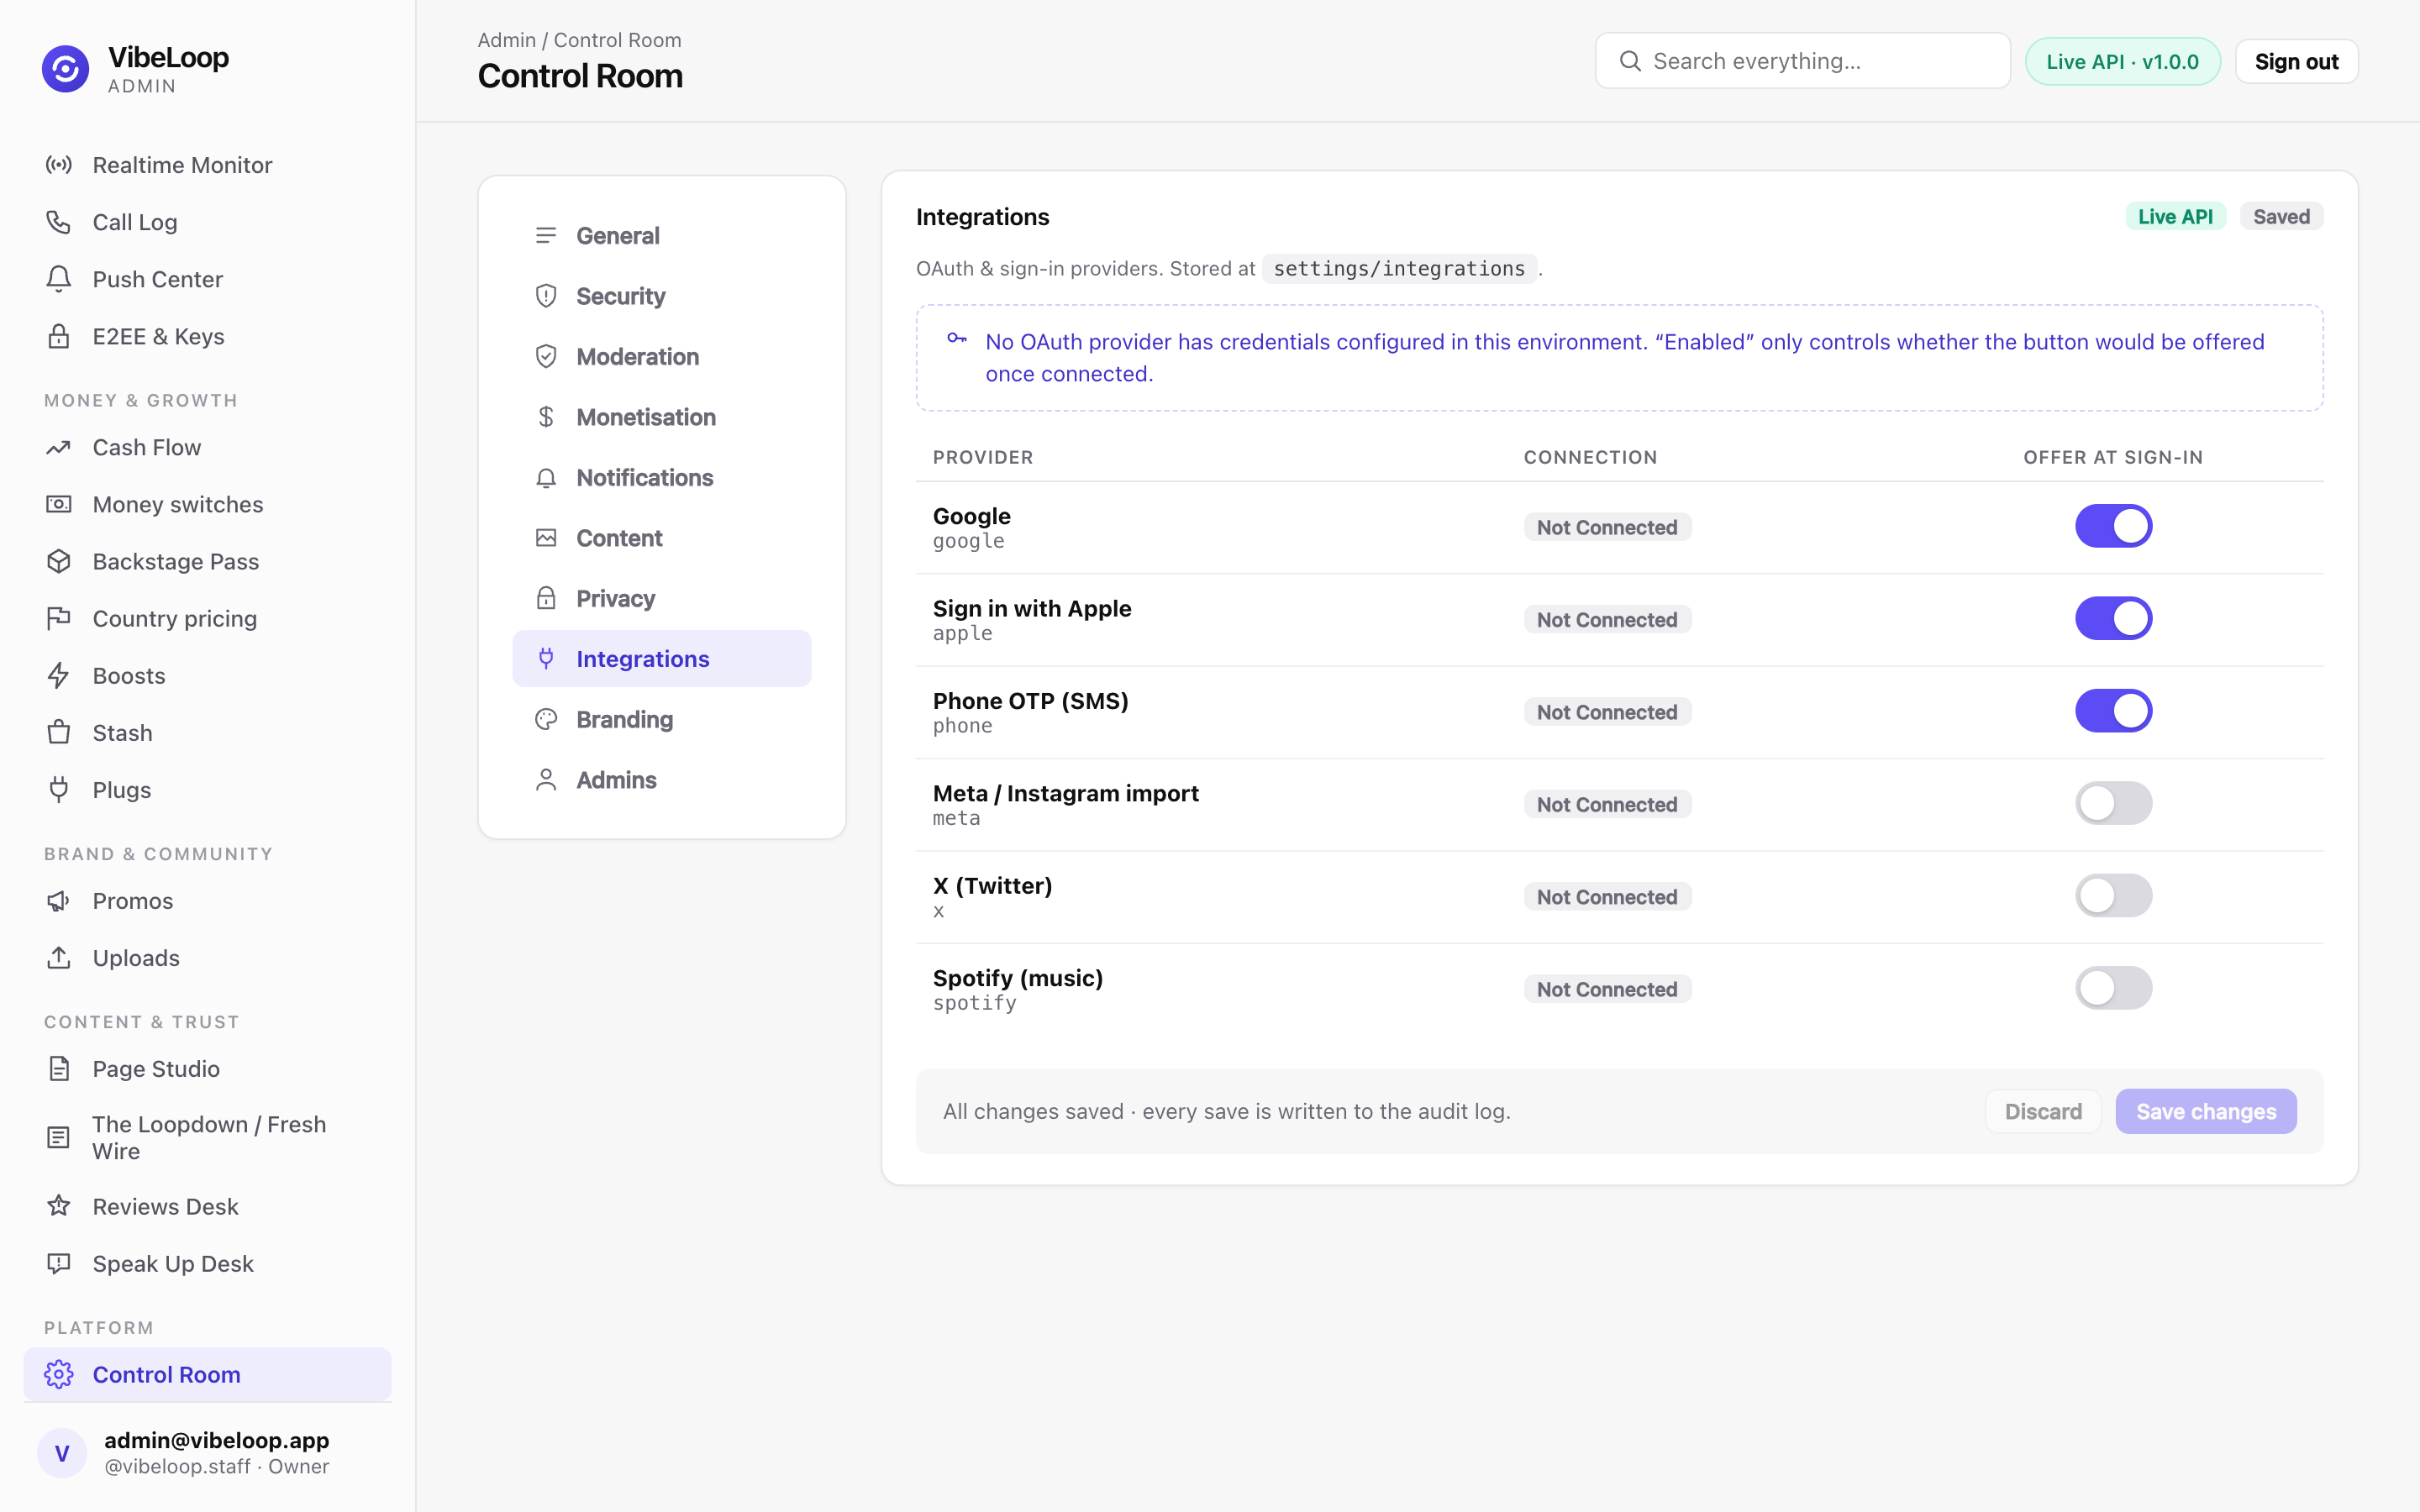 VibeLoop
ADMIN
Realtime Monitor
Call Log
Push Center
E2EE & Keys
MONEY & GROWTH
Cash Flow
Money switches
Backstage Pass
Country pricing
Boosts
Stash
Plugs
BRAND & COMMUNITY
Promos
Uploads
CONTENT & TRUST
Page Studio
The Loopdown / Fresh
Wire
Reviews Desk
Speak Up Desk
PLATFORM
Control Room
V
admin@vibeloop.app
@vibeloop.staff · Owner
Admin / Control Room
Control Room
Search everything...
Live API · v1.0.0
Sign out
General
Security
Moderation
Monetisation
Notifications
Content
Privacy
Integrations
Branding
Admins
Integrations
Live API
Saved
OAuth & sign-in providers. Stored at settings/integrations.
No OAuth provider has credentials configured in this environment. “Enabled” only controls whether the button would be offered
once connected.
PROVIDER CONNECTION OFFER AT SIGN-IN
Google
google
Not Connected
Sign in with Apple
apple
Not Connected
Phone OTP (SMS)
phone
Not Connected
Meta / Instagram import
meta
Not Connected
X (Twitter)
x
Not Connected
Spotify (music)
spotify
Not Connected
All changes saved · every save is written to the audit log.
Discard
Save changes